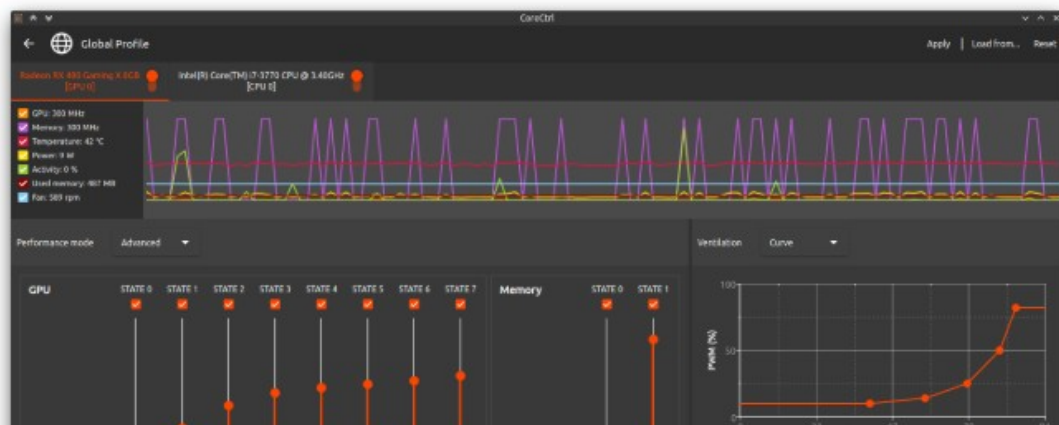 CoreCtrl
Global Profile
Apply | Load from... Reset
Radeon RX 480 Gaming X 8GB
[GPU 0]
Intel(R) Core(TM) i7-3770 CPU @ 3.40GHz
[CPU 0]
GPU: 300 MHz
Memory: 300 MHz
Temperature: 42 °C
Power: 9 W
Activity: 0 %
Used memory: 487 MB
Fan: 589 rpm
Performance mode Advanced
Ventilation Curve
GPU
STATE 0 STATE 1 STATE 2 STATE 3 STATE 4 STATE 5 STATE 6 STATE 7
Memory
STATE 0 STATE 1
PWM (%)
100
50
0